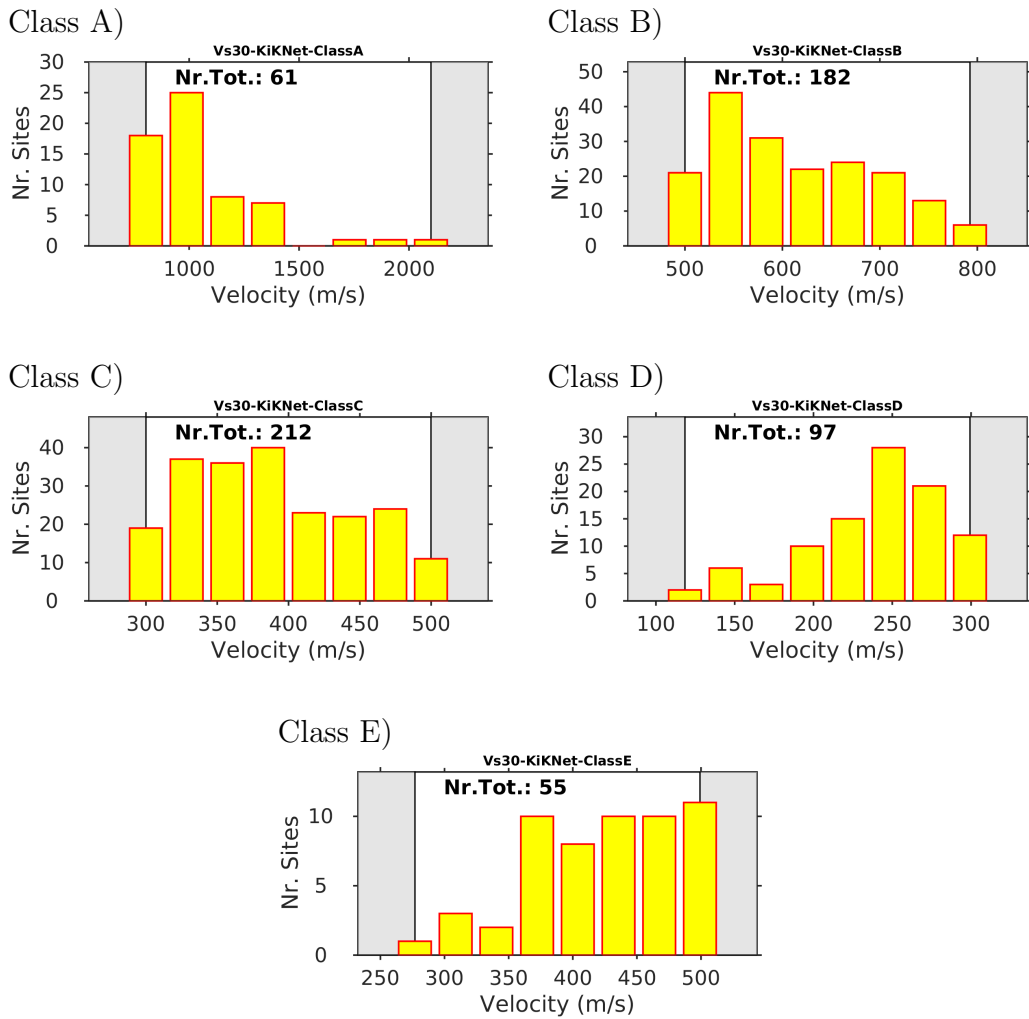 Class A)
Vs30-KiKNet-ClassA
Nr.Tot.: 61
Nr. Sites
30
25
20
15
10
5
0
1000 1500 2000
Velocity (m/s)
Class B)
Vs30-KiKNet-ClassB
Nr.Tot.: 182
Nr. Sites
50
40
30
20
10
0
500 600 700 800
Velocity (m/s)
Class C)
Vs30-KiKNet-ClassC
Nr.Tot.: 212
Nr. Sites
40
30
20
10
0
300 350 400 450 500
Velocity (m/s)
Class D)
Vs30-KiKNet-ClassD
Nr.Tot.: 97
Nr. Sites
30
25
20
15
10
5
0
100 150 200 250 300
Velocity (m/s)
Class E)
Vs30-KiKNet-ClassE
Nr.Tot.: 55
Nr. Sites
10
5
0
250 300 350 400 450 500
Velocity (m/s)